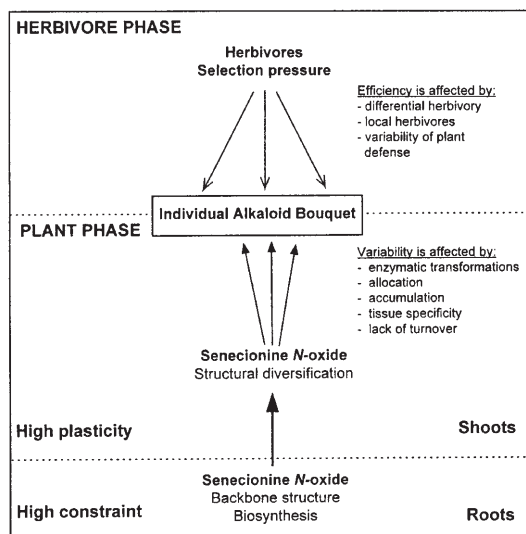 HERBIVORE PHASE
Herbivores
Selection pressure
Efficiency is affected by:
- differential herbivory
- local herbivores
- variability of plant
defense
Individual Alkaloid Bouquet
PLANT PHASE
Variability is affected by:
- enzymatic transformations
- allocation
- accumulation
- tissue specificity
- lack of turnover
Senecionine N-oxide
Structural diversification
High plasticity
Shoots
Senecionine N-oxide
Backbone structure
Biosynthesis
High constraint
Roots